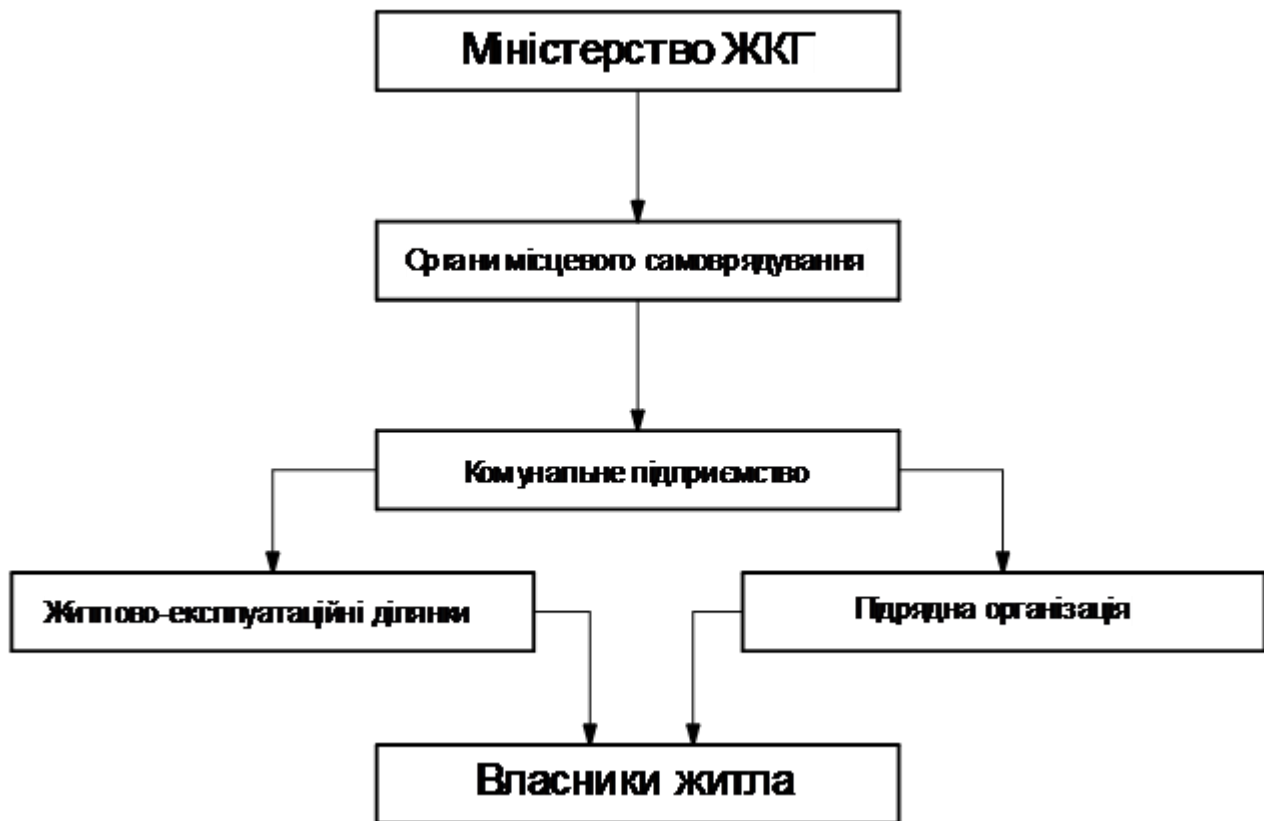 Міністерство ЖКГ
Органи місцевого самоврядування
Комунальне підприємство
Житлово-експлуатаційні ділянки
Підрядна організація
Власники житла